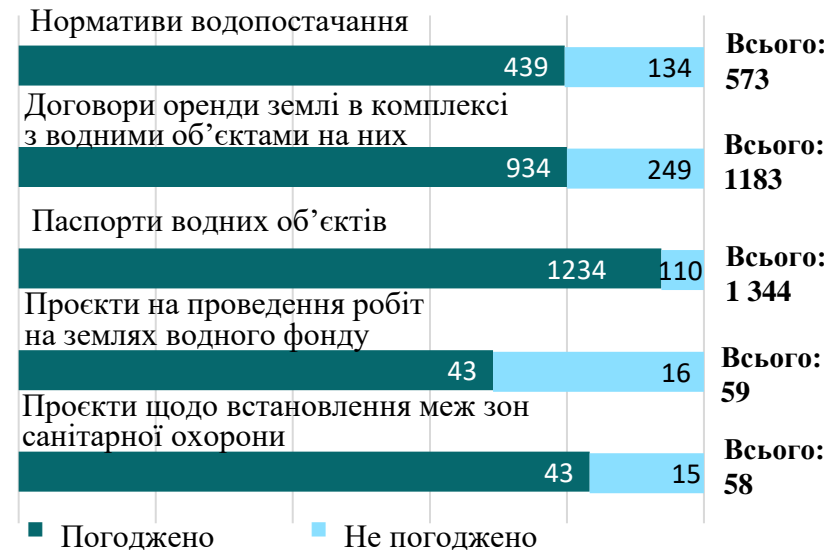 Нормативи водопостачання
439 134
Всього:
573
Договори оренди землі в комплексі
з водними об’єктами на них
934 249
Всього:
1183
Паспорти водних об’єктів
1234 110
Всього:
1 344
Проєкти на проведення робіт
на землях водного фонду
43 16
Всього:
59
Проєкти щодо встановлення меж зон
санітарної охорони
43 15
Всього:
58
Погоджено Не погоджено